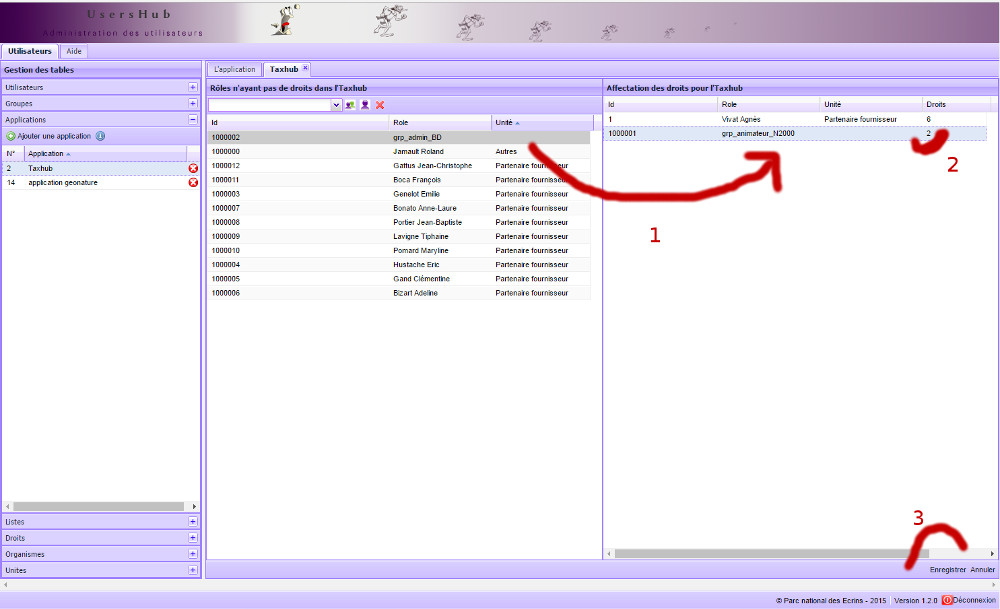 UsersHub
Administration des utilisateurs
Utilisateurs Aide
Gestion des tables
Utilisateurs
Groupes
Applications
Ajouter une application
N° Application
2 Taxhub
14 application geonature
Listes
Droits
Organismes
Unites
L'application Taxhub
Rôles n'ayant pas de droits dans l'Taxhub
Id Role Unité
1000002 grp_admin_BD
1000000 Jamault Roland Autres
1000012 Gattus Jean-Christophe Partenaire fournisseur
1000011 Boca François Partenaire fournisseur
1000003 Genelot Emilie Partenaire fournisseur
1000007 Bonato Anne-Laure Partenaire fournisseur
1000008 Portier Jean-Baptiste Partenaire fournisseur
1000009 Lavigne Tiphaine Partenaire fournisseur
1000010 Pomard Maryline Partenaire fournisseur
1000004 Hustache Eric Partenaire fournisseur
1000005 Gand Clémentine Partenaire fournisseur
1000006 Bizart Adeline Partenaire fournisseur
Affectation des droits pour l'Taxhub
Id Role Unité Droits
1 Vivat Agnès Partenaire fournisseur 6
1000001 grp_animateur_N2000 2
1
2
3
Enregistrer Annuler
© Parc national des Ecrins - 2015 Version 1.2.0 Déconnexion